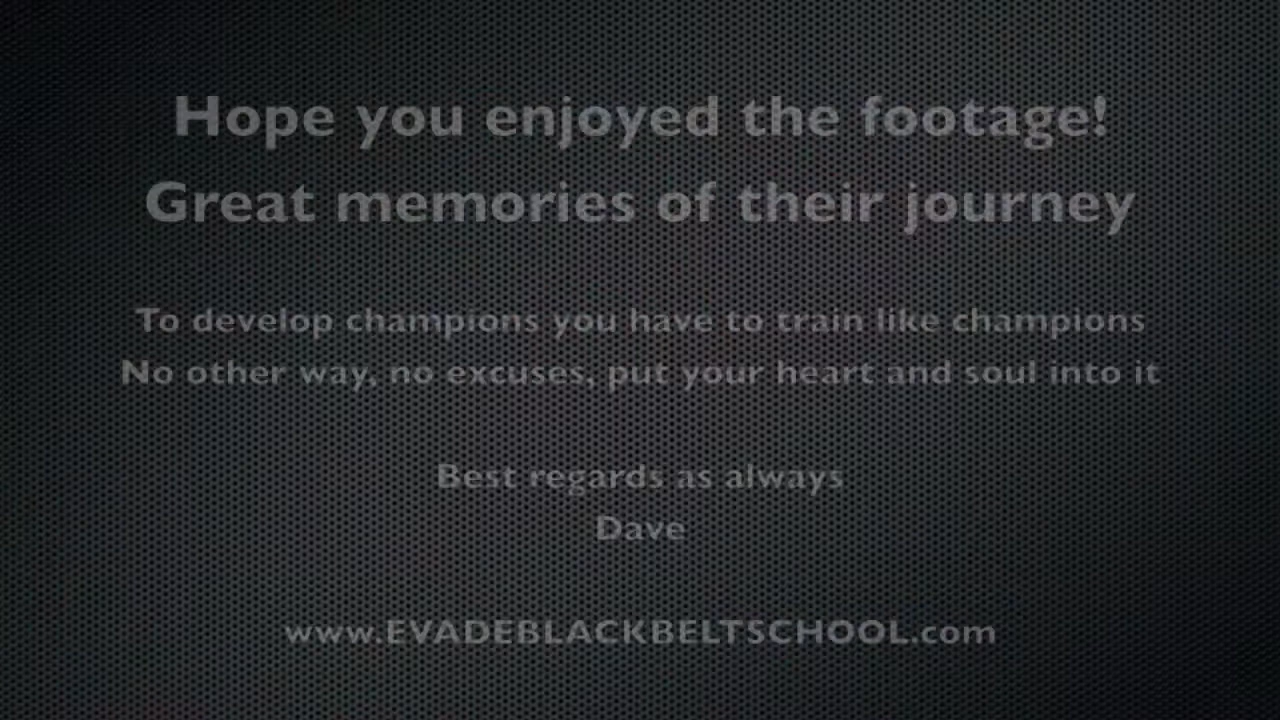 Hope you enjoyed the footage!
Great memories of their journey
To develop champions you have to train like champions
No other way, no excuses, put your heart and soul into it
Best regards as always
Dave
www.EVADEBLACKBELTSCHOOL.com